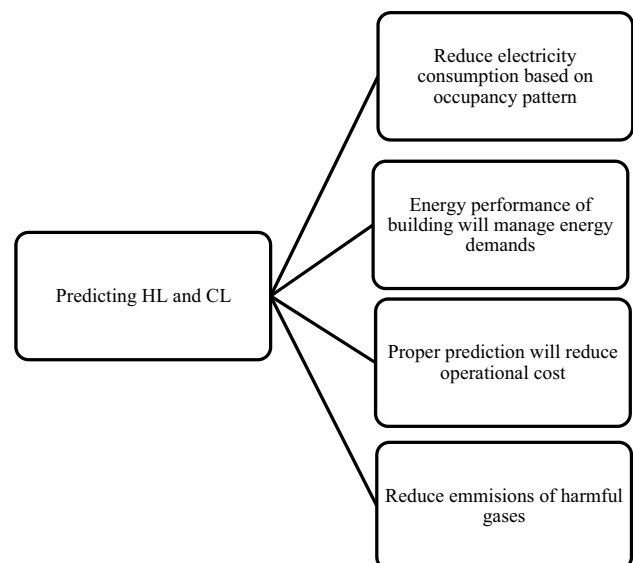 Reduce electricity
consumption based on
occupancy pattern
Energy performance of
building will manage energy
demands
Predicting HL and CL
Proper prediction will reduce
operational cost
Reduce emmisions of harmful
gases